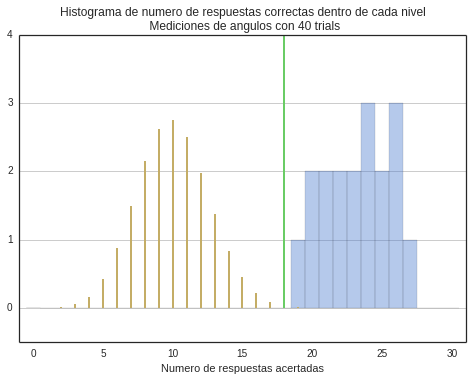 Histograma de numero de respuestas correctas dentro de cada nivel
Mediciones de angulos con 40 trials
4
3
2
1
0
0 5 10 15 20 25 30
Numero de respuestas acertadas